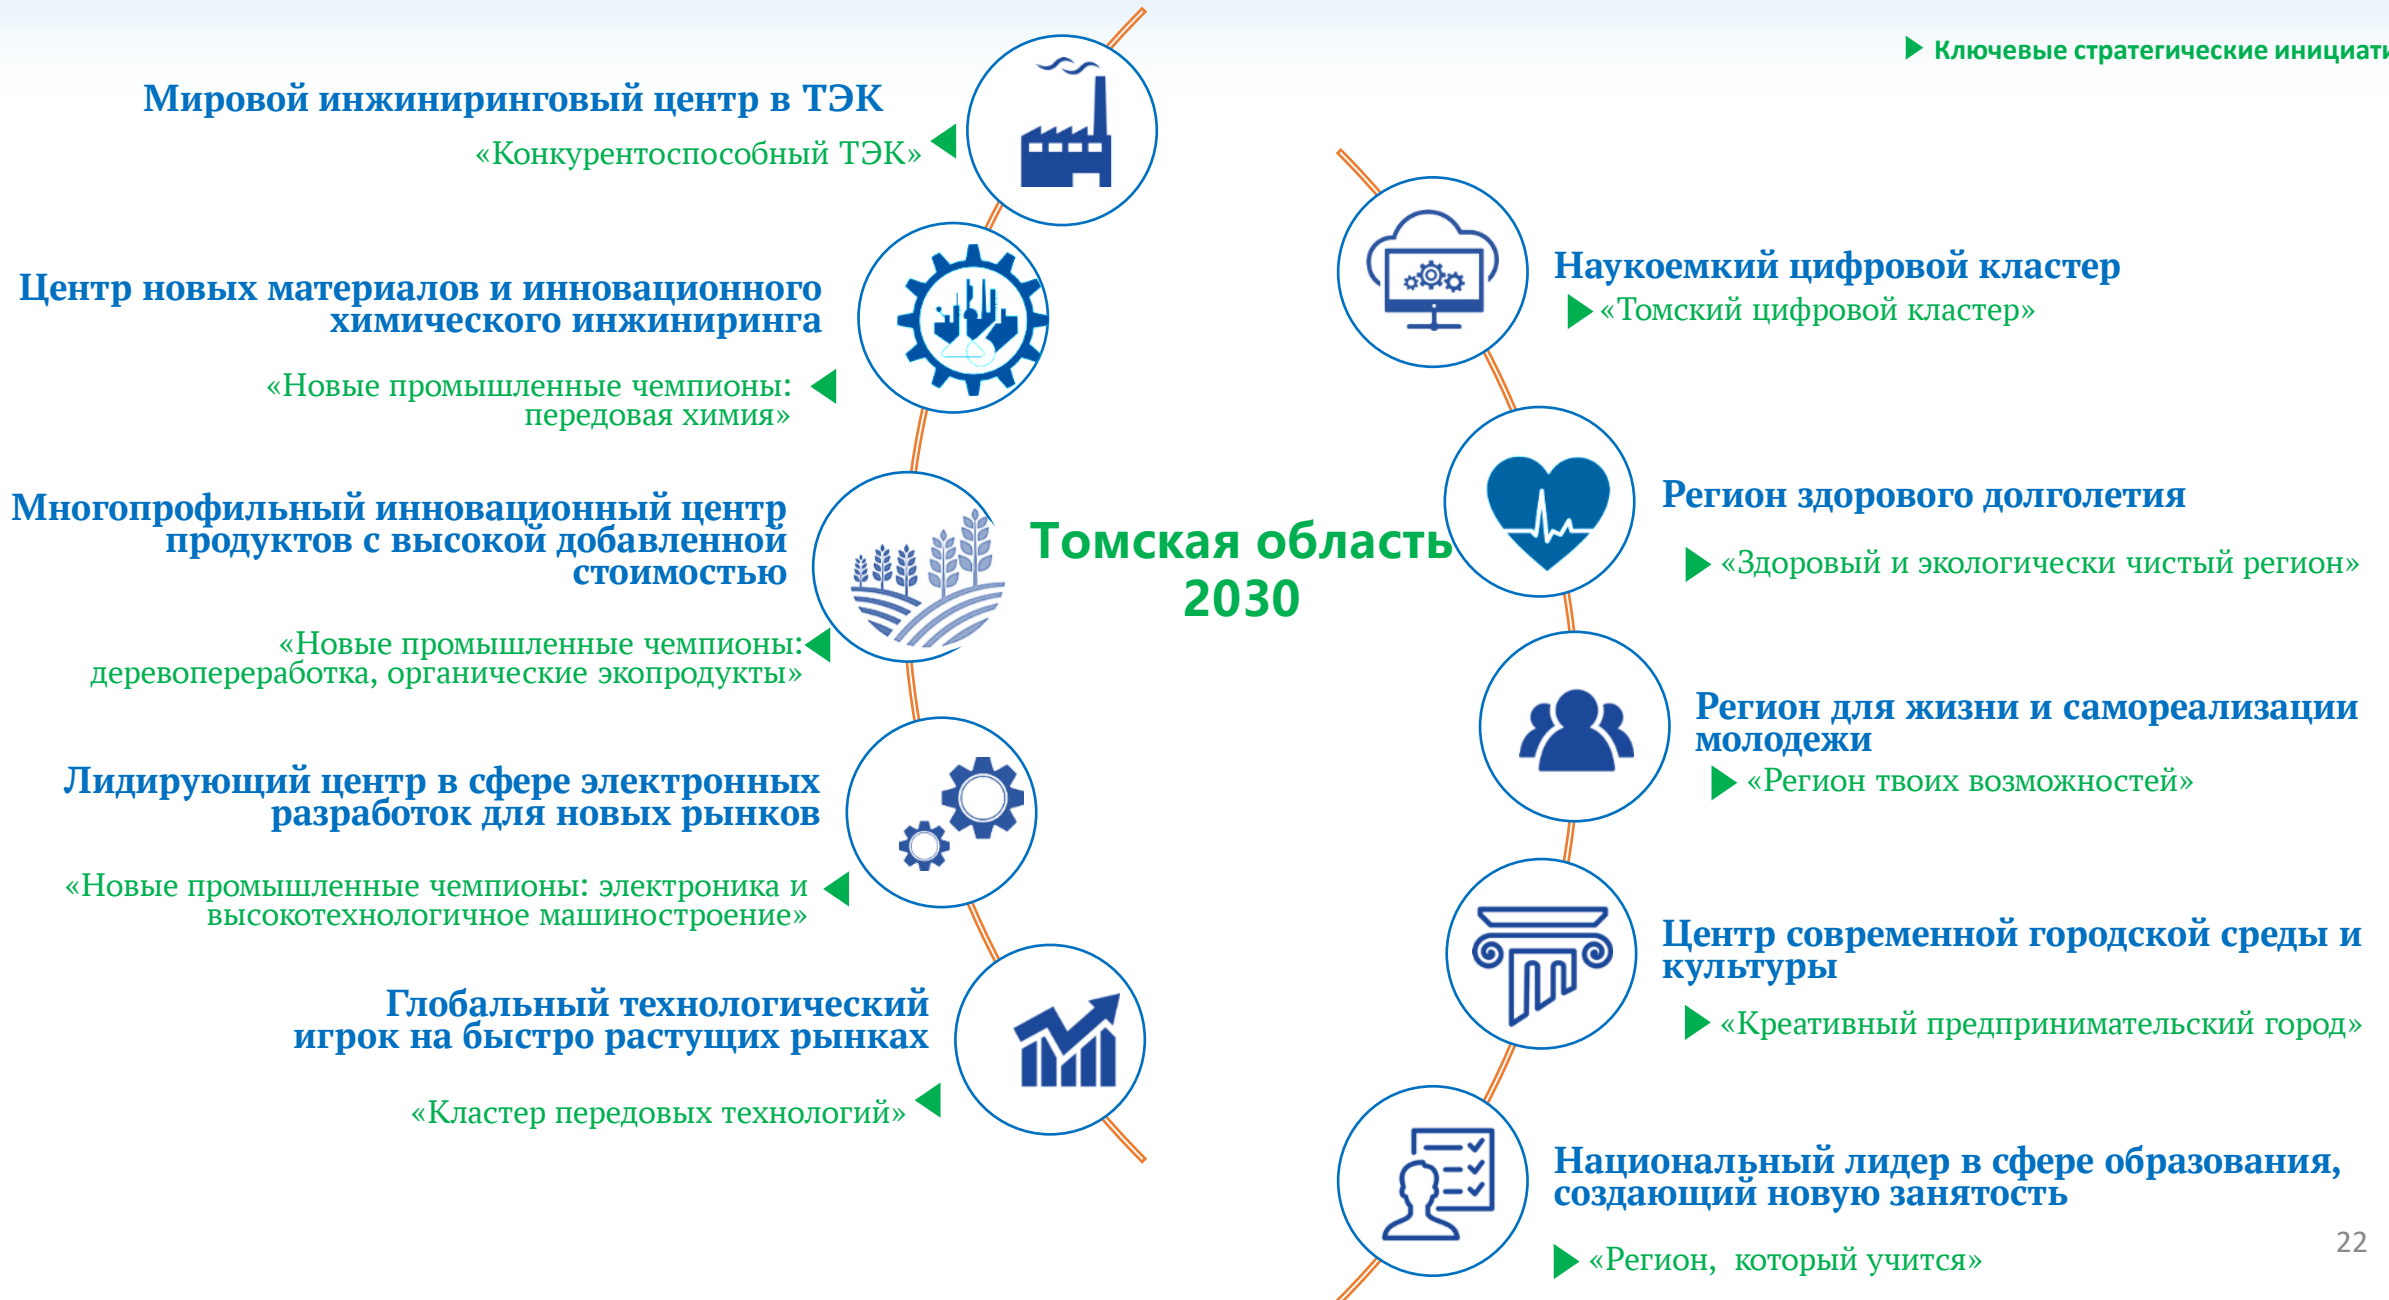 Ключевые стратегические инициати
Мировой инжиниринговый центр в ТЭК
«Конкурентоспособный ТЭК»
Центр новых материалов и инновационного
химического инжиниринга
«Новые промышленные чемпионы:
передовая химия»
Многопрофильный инновационный центр
продуктов с высокой добавленной
стоимостью
«Новые промышленные чемпионы:
деревопереработка, органические экопродукты»
Лидирующий центр в сфере электронных
разработок для новых рынков
«Новые промышленные чемпионы: электроника и
высокотехнологичное машиностроение»
Глобальный технологический
игрок на быстро растущих рынках
«Кластер передовых технологий»
Томская область
2030
Наукоемкий цифровой кластер
«Томский цифровой кластер»
Регион здорового долголетия
«Здоровый и экологически чистый регион»
Регион для жизни и самореализации
молодежи
«Регион твоих возможностей»
Центр современной городской среды и
культуры
«Креативный предпринимательский город»
Национальный лидер в сфере образования,
создающий новую занятость
«Регион, который учится»
22